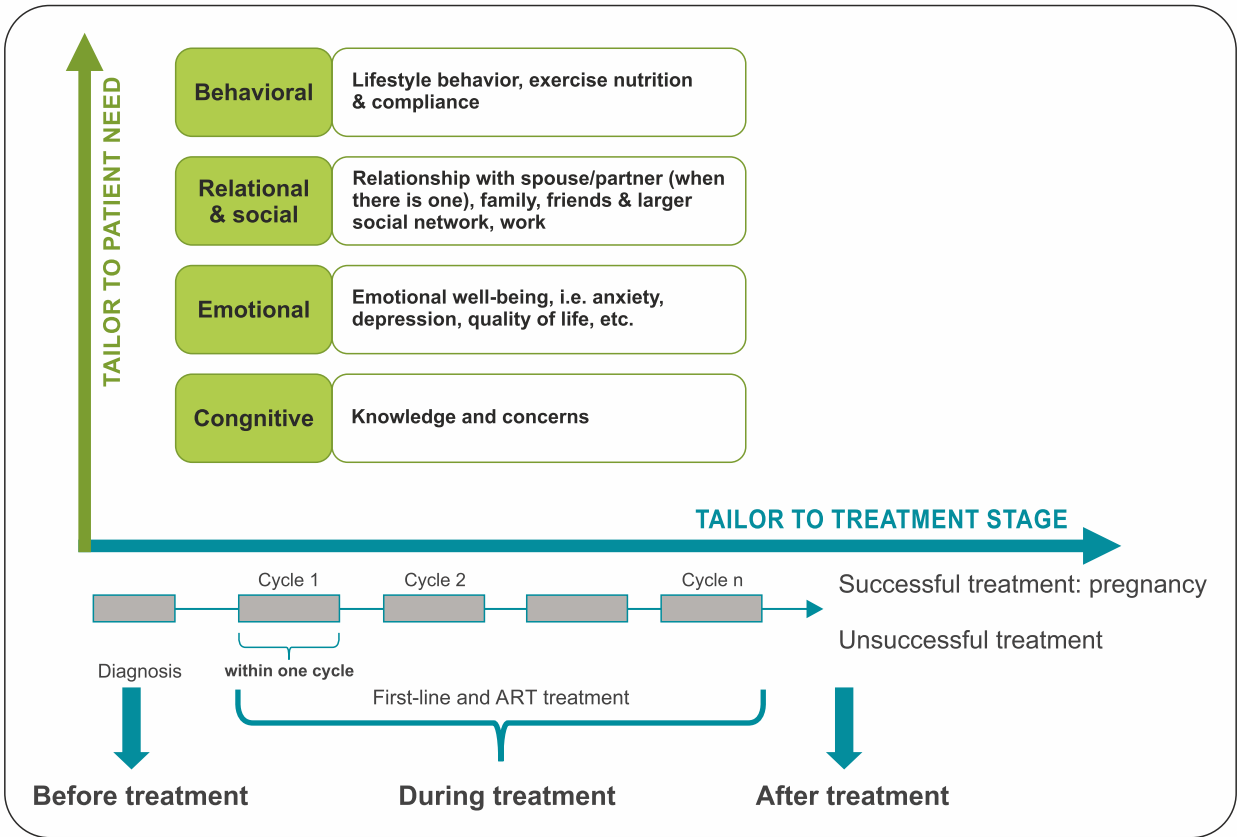 TAILOR TO PATIENT NEED
Behavioral
Lifestyle behavior, exercise nutrition
& compliance
Relational
& social
Relationship with spouse/partner (when
there is one), family, friends & larger
social network, work
Emotional
Emotional well-being, i.e. anxiety,
depression, quality of life, etc.
Congnitive
Knowledge and concerns
TAILOR TO TREATMENT STAGE
Cycle 1
Cycle 2
Cycle n
Successful treatment: pregnancy
Unsuccessful treatment
Diagnosis
within one cycle
First-line and ART treatment
Before treatment
During treatment
After treatment